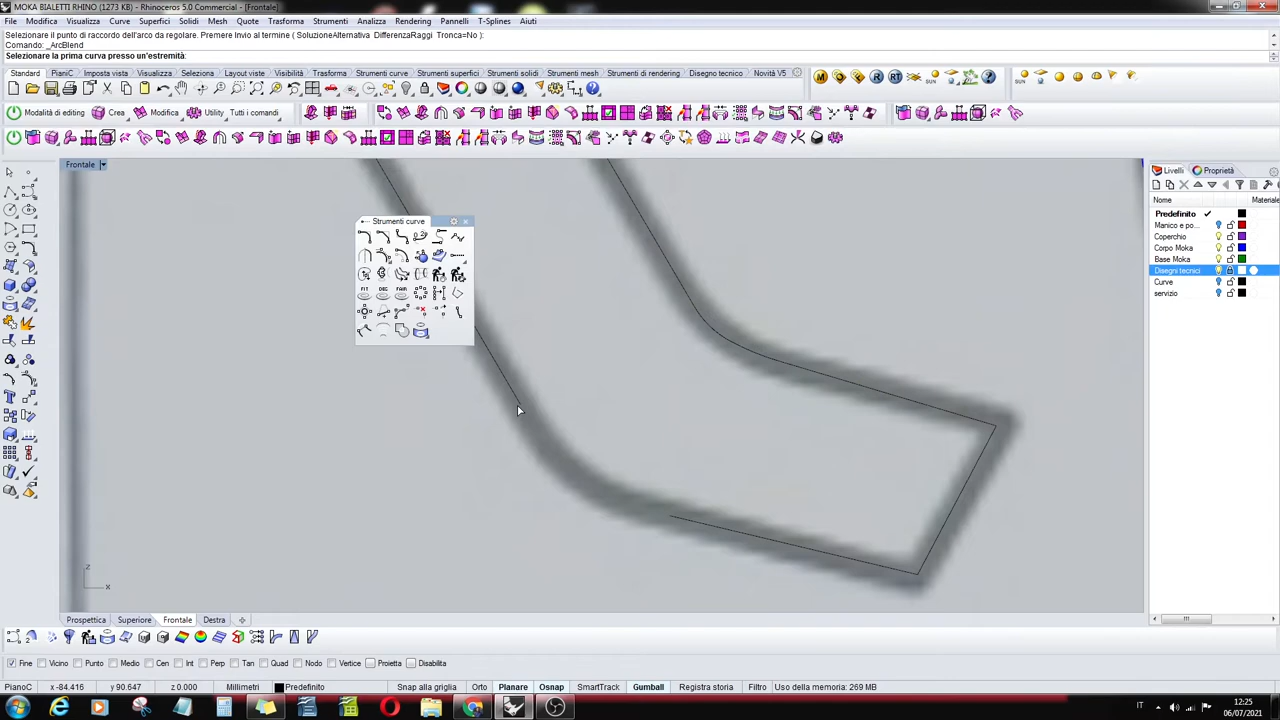 MOKA BIALETTI RHINO (1273 KB) - Rhinoceros 5.0 Commercial - [Frontale]
File Modifica Visualizza Curve Superfici Solidi Mesh Quote Trasforma Strumenti Analizza Rendering Pannelli T-Splines Aiuti
Selezionare il punto di raccordo dell'arco da regolare. Premere Invio al termine ( SoluzioneAlternativa DifferenzaRaggi Tronca=No ):
Comando: _ArcBlend
Selezionare la prima curva presso un'estremità:
Standard PianiC Imposta vista Visualizza Seleziona Layout viste Visibilità Trasforma Strumenti curve Strumenti superfici Strumenti solidi Strumenti mesh Strumenti di rendering Disegno tecnico Novità V5
Modalità di editing Crea Modifica Utility Tutti i comandi
Frontale
Livelli Proprietà
Nome Materiale
Predefinito
Manico e po...
Coperchio
Corpo Moka
Base Moka
Disegni tecnici
Curve
servizio
Strumenti curve
FIT DEG FAIR
z
x
Prospettica Superiore Frontale Destra
Fine Vicino Punto Medio Cen Int Perp Tan Quad Nodo Vertice Proietta Disabilita
PianoC x -84.416 y 90.647 z 0.000 Millimetri Predefinito Snap alla griglia Orto Planare Osnap SmartTrack Gumball Registra storia Filtro Uso della memoria: 269 MB
IT 12:25
06/07/2021